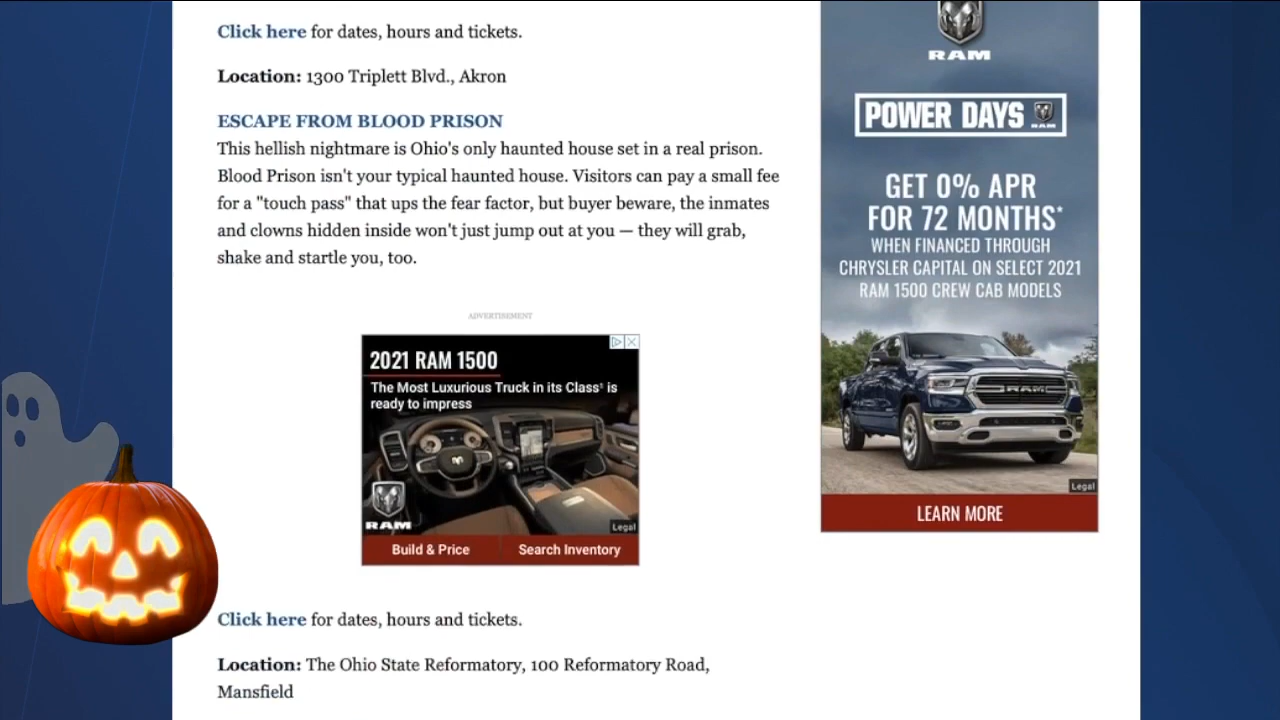 Click here for dates, hours and tickets.
Location: 1300 Triplett Blvd., Akron
ESCAPE FROM BLOOD PRISON
This hellish nightmare is Ohio's only haunted house set in a real prison.
Blood Prison isn't your typical haunted house. Visitors can pay a small fee
for a "touch pass" that ups the fear factor, but buyer beware, the inmates
and clowns hidden inside won't just jump out at you — they will grab,
shake and startle you, too.
ADVERTISEMENT
2021 RAM 1500
The Most Luxurious Truck in its Class° is
ready to impress
RAM
Legal
Build & Price
Search Inventory
Click here for dates, hours and tickets.
Location: The Ohio State Reformatory, 100 Reformatory Road,
Mansfield
RAM
POWER DAYS RAM
GET 0% APR
FOR 72 MONTHS*
WHEN FINANCED THROUGH
CHRYSLER CAPITAL ON SELECT 2021
RAM 1500 CREW CAB MODELS
RAM
Legal
LEARN MORE